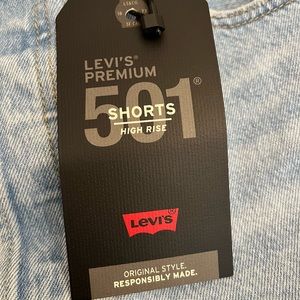 LEVI'S®
PREMIUM
501®
SHORTS
HIGH RISE
LEVI'S
ORIGINAL STYLE.
RESPONSIBLY MADE.